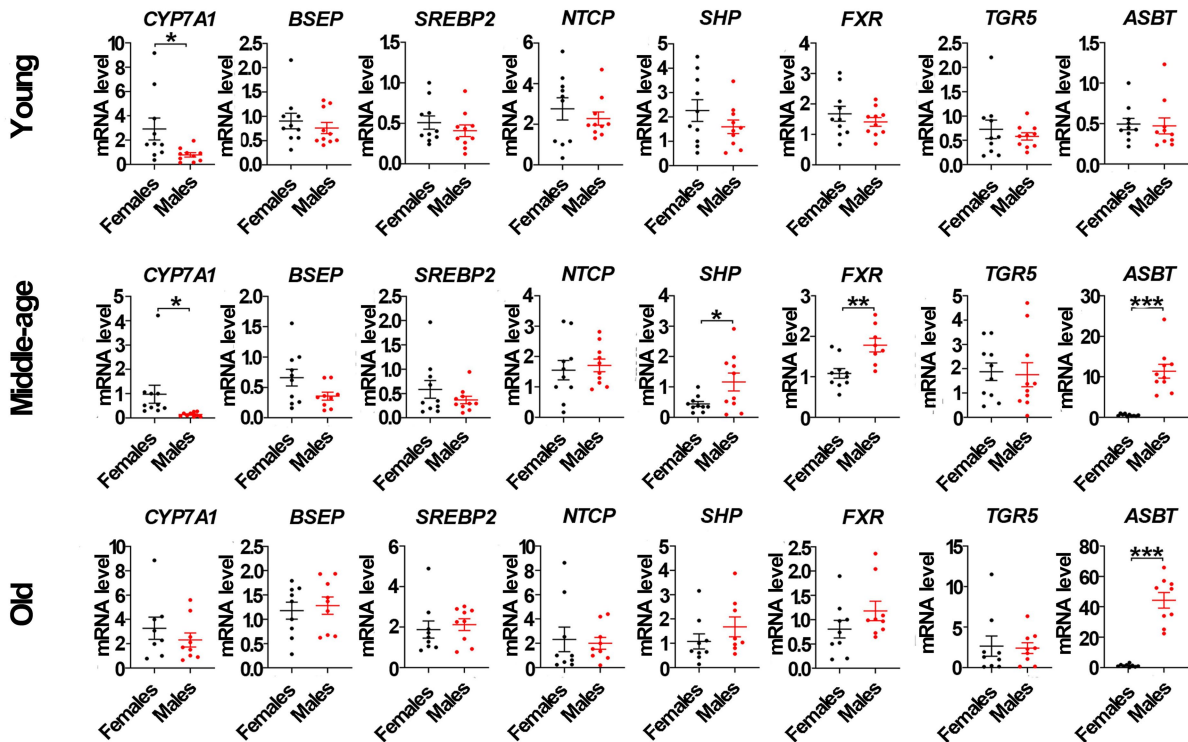 CYP7A1 BSEP SREBP2 NTCP SHP FXR TGR5 ASBT
Young
mRNA level mRNA level mRNA level mRNA level mRNA level mRNA level mRNA level mRNA level
10 8 6 4 2 0 *
2.5 2.0 1.5 1.0 0.5 0.0
1.5 1.0 0.5 0.0
6 4 2 0
5 4 3 2 1 0
4 3 2 1 0
2.5 2.0 1.5 1.0 0.5 0.0
1.5 1.0 0.5 0.0
Females Males Females Males Females Males Females Males Females Males Females Males Females Males Females Males
CYP7A1 BSEP SREBP2 NTCP SHP FXR TGR5 ASBT
Middle-age
mRNA level mRNA level mRNA level mRNA level mRNA level mRNA level mRNA level mRNA level
5 4 3 2 1 0 *
2.0 1.5 1.0 0.5 0.0
2.5 2.0 1.5 1.0 0.5 0.0
4 3 2 1 0
4 3 2 1 0 *
3 2 1 0 **
5 4 3 2 1 0
30 20 10 0 ***
Females Males Females Males Females Males Females Males Females Males Females Males Females Males Females Males
CYP7A1 BSEP SREBP2 NTCP SHP FXR TGR5 ASBT
Old
mRNA level mRNA level mRNA level mRNA level mRNA level mRNA level mRNA level mRNA level
10 8 6 4 2 0
2.5 2.0 1.5 1.0 0.5 0.0
6 4 2 0
10 8 6 4 2 0
5 4 3 2 1 0
2.5 2.0 1.5 1.0 0.5 0.0
15 10 5 0
80 60 40 20 0 ***
Females Males Females Males Females Males Females Males Females Males Females Males Females Males Females Males